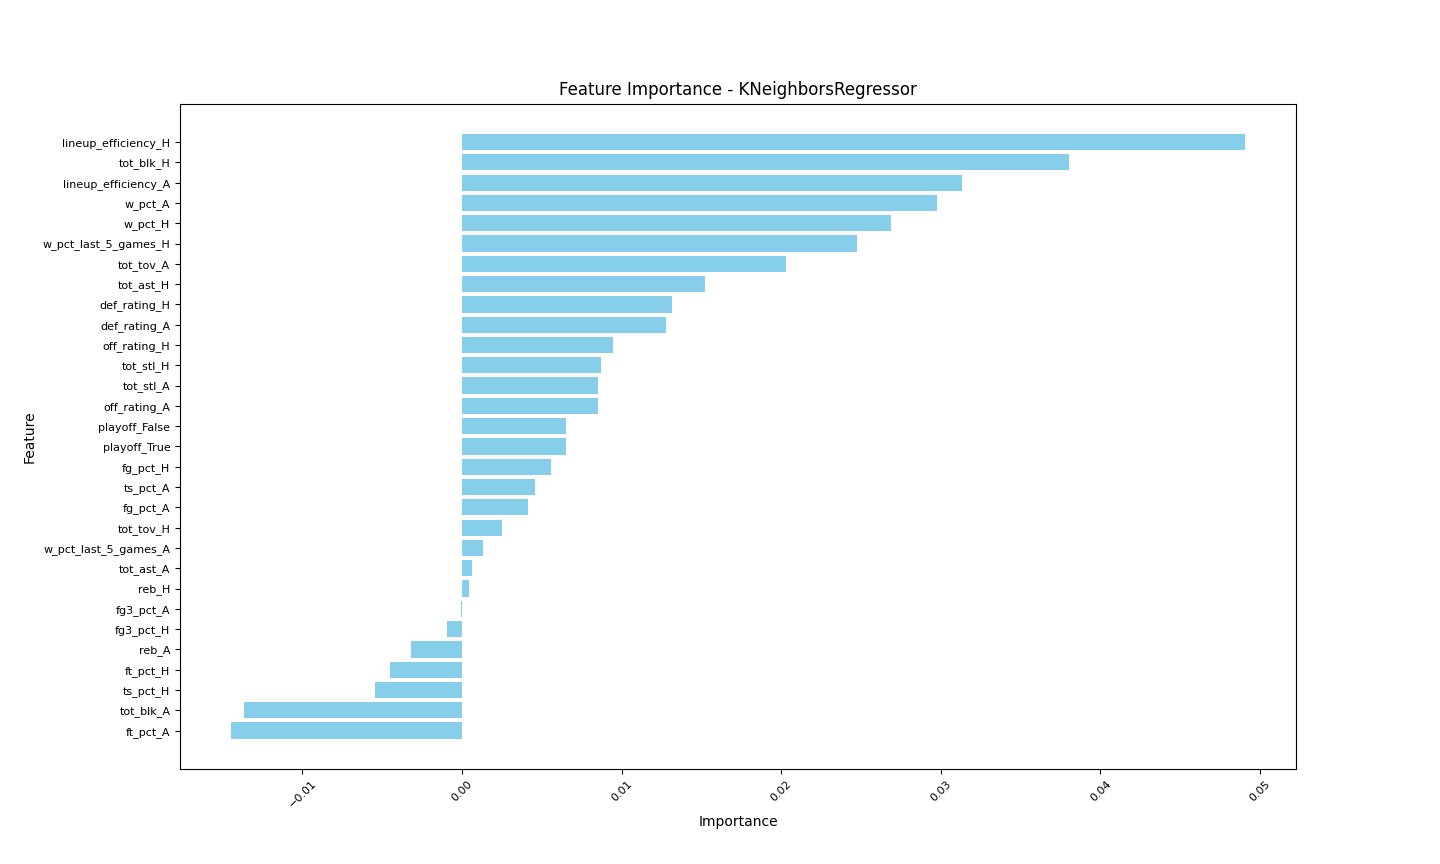 Feature Importance - KNeighborsRegressor
lineup_efficiency_H
tot_blk_H
lineup_efficiency_A
w_pct_A
w_pct_H
w_pct_last_5_games_H
tot_tov_A
tot_ast_H
def_rating_H
def_rating_A
off_rating_H
tot_stl_H
tot_stl_A
off_rating_A
playoff_False
playoff_True
fg_pct_H
ts_pct_A
fg_pct_A
tot_tov_H
w_pct_last_5_games_A
tot_ast_A
reb_H
fg3_pct_A
fg3_pct_H
reb_A
ft_pct_H
ts_pct_H
tot_blk_A
ft_pct_A
Feature
−0.01
0.00
0.01
0.02
0.03
0.04
0.05
Importance